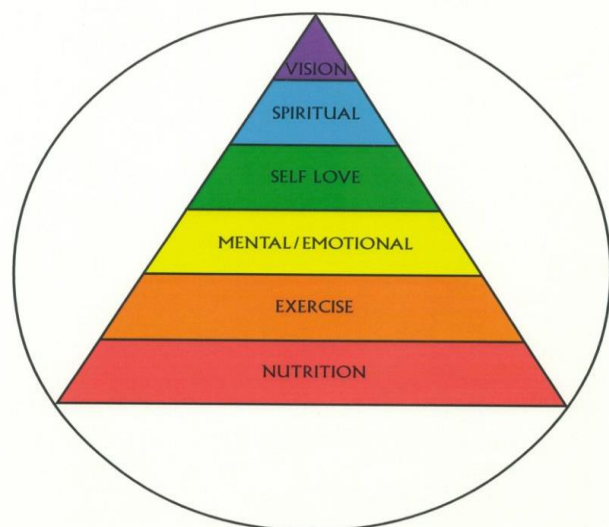 VISION
SPIRITUAL
SELF LOVE
MENTAL/EMOTIONAL
EXERCISE
NUTRITION